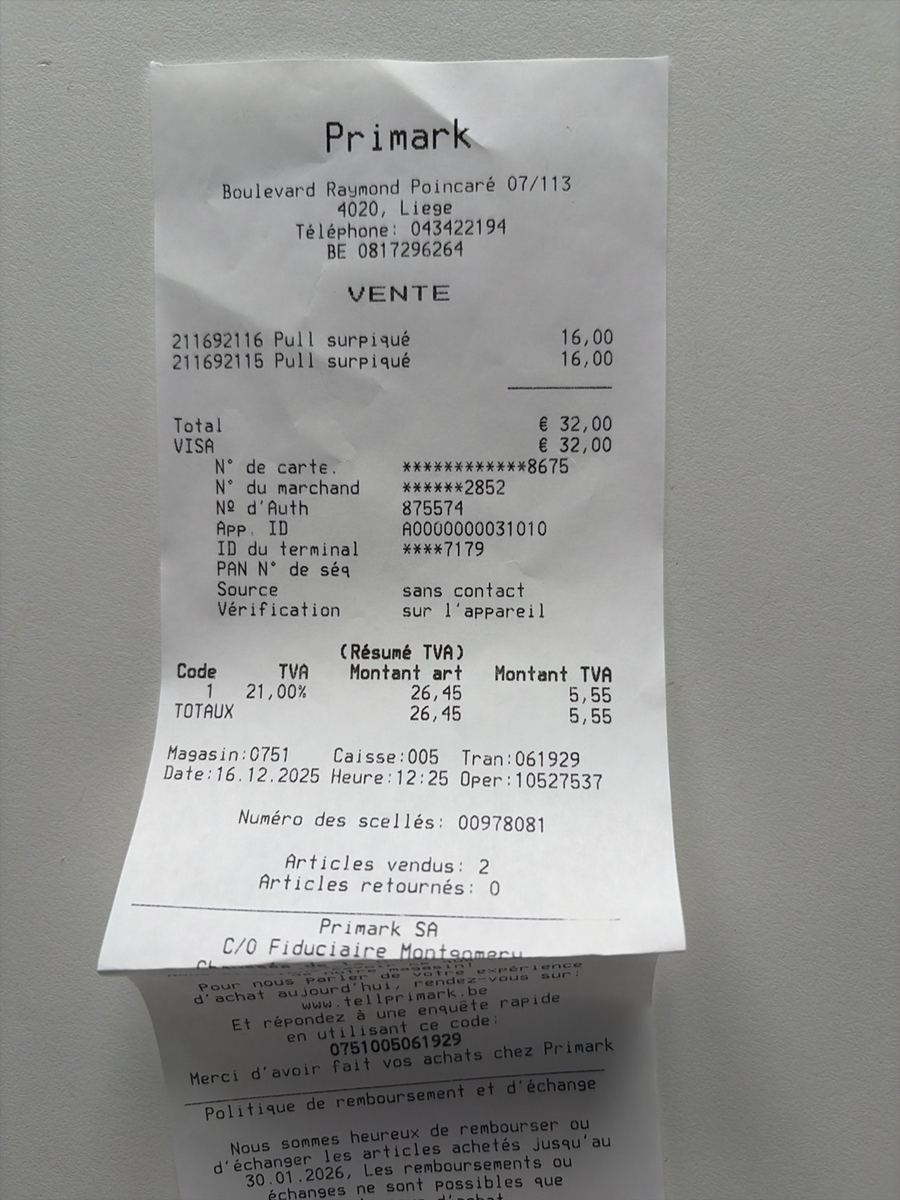 Primark
Boulevard Raymond Poincaré 07/113
4020, Liege
Téléphone: 043422194
BE 0817296264
VENTE
211692116 Pull surpiqué 16,00
211692115 Pull surpiqué 16,00
Total € 32,00
VISA € 32,00
N° de carte. ************8675
N° du marchand ******2852
Nº d'Auth 875574
App. ID A0000000031010
ID du terminal ****7179
PAN N° de séq
Source sans contact
Vérification sur l'appareil
(Résumé TVA)
Code TVA Montant art Montant TVA
1 21,00% 26,45 5,55
TOTAUX 26,45 5,55
Magasin:0751 Caisse:005 Tran:061929
Date:16.12.2025 Heure:12:25 Oper:10527537
Numéro des scellés: 00978081
Articles vendus: 2
Articles retournés: 0
Primark SA
C/O Fiduciaire Montgomery
notre magasin!
Pour nous parler de votre expérience
d'achat aujourd'hui, rendez-vous sur:
www.tellprimark.be
Et répondez à une enquête rapide
en utilisant ce code:
0751005061929
Merci d'avoir fait vos achats chez Primark
Politique de remboursement et d'échange
Nous sommes heureux de rembourser ou
d'échanger les articles achetés jusqu'au
30.01.2026, Les remboursements ou
échanges ne sont possibles que